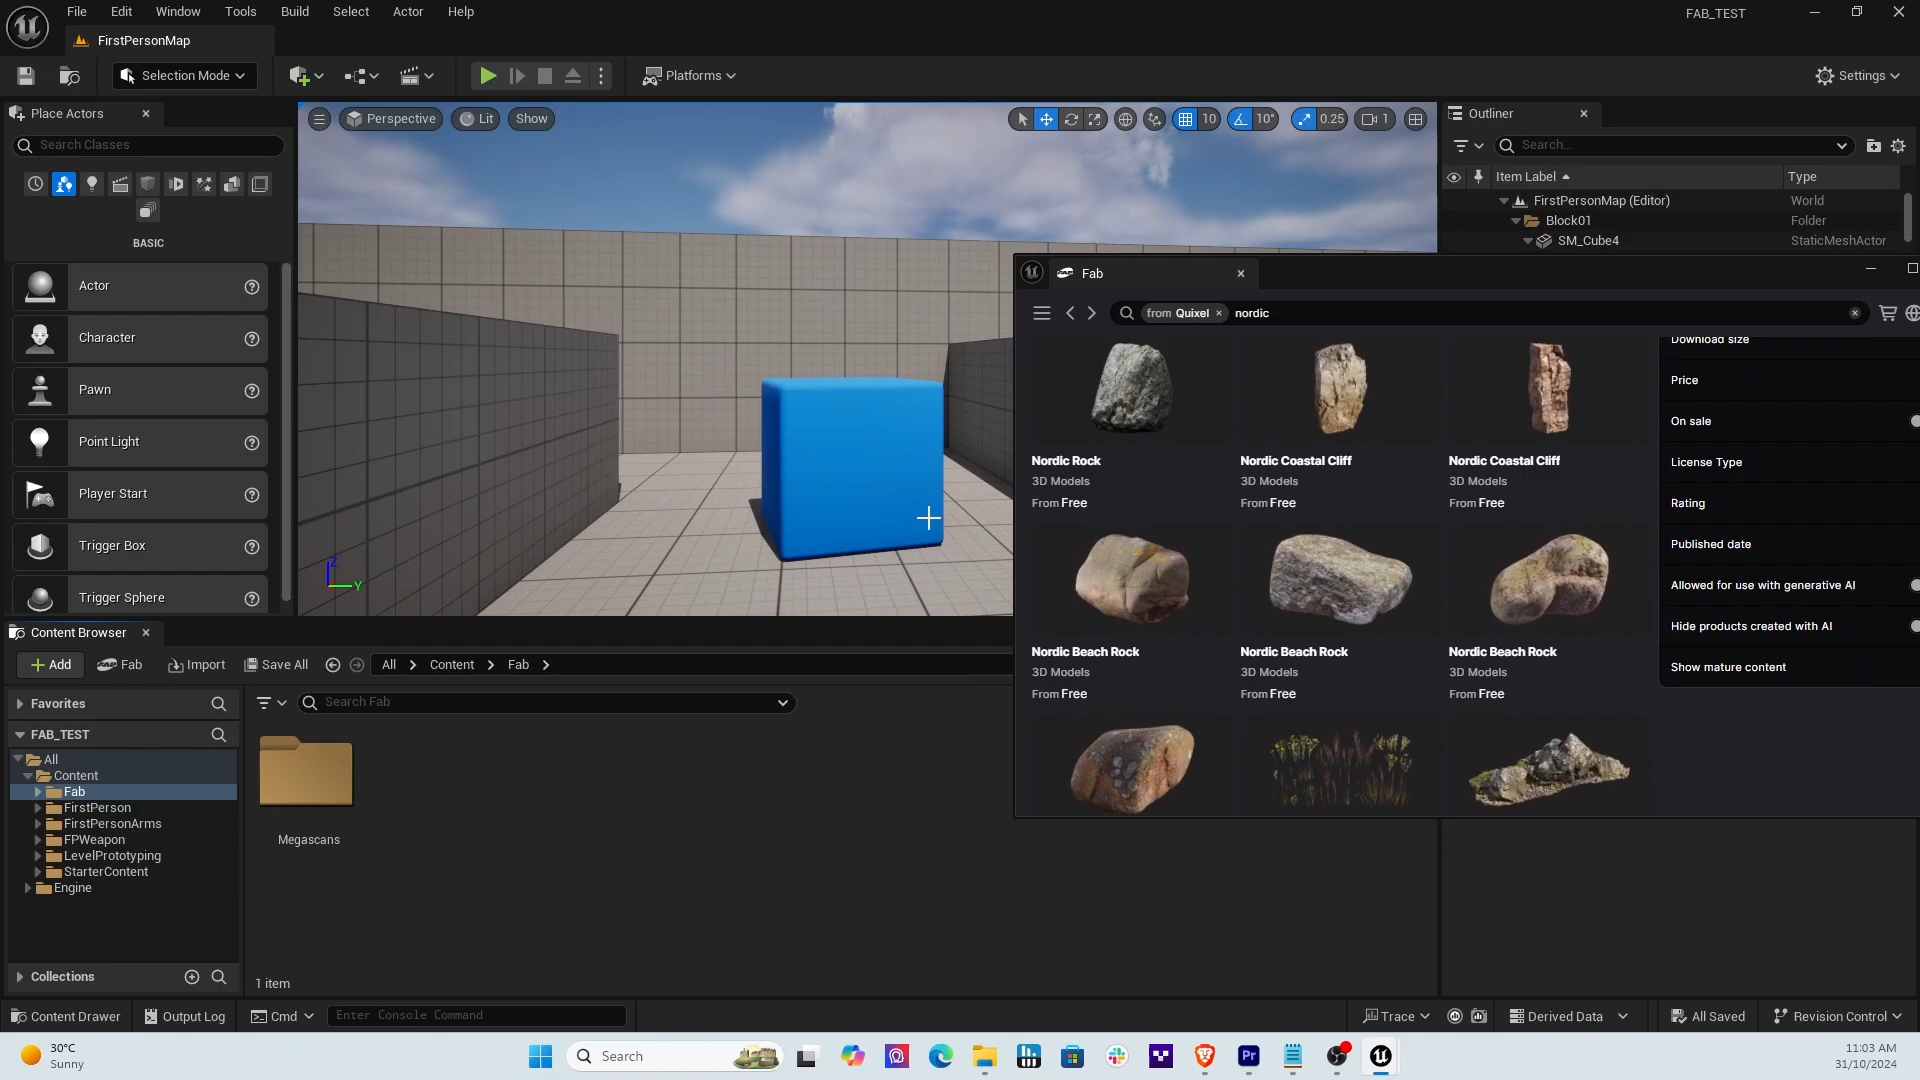 File Edit Window Tools Build Select Actor Help
FAB_TEST
FirstPersonMap
Selection Mode
Platforms
Settings
Place Actors
Search Classes
BASIC
Actor
Character
Pawn
Point Light
Player Start
Trigger Box
Trigger Sphere
Perspective
Lit
Show
10
10°
0.25
1
Z
Y
Outliner
Search...
Item Label
Type
FirstPersonMap (Editor)
World
Block01
Folder
SM_Cube4
StaticMeshActor
Fab
from Quixel × nordic
Nordic Rock
3D Models
From Free
Nordic Coastal Cliff
3D Models
From Free
Nordic Coastal Cliff
3D Models
From Free
Nordic Beach Rock
3D Models
From Free
Nordic Beach Rock
3D Models
From Free
Nordic Beach Rock
3D Models
From Free
Download size
Price
On sale
License Type
Rating
Published date
Allowed for use with generative AI
Hide products created with AI
Show mature content
Content Browser
Add
Fab
Import
Save All
All > Content > Fab >
Favorites
FAB_TEST
All
Content
Fab
FirstPerson
FirstPersonArms
FPWeapon
LevelPrototyping
StarterContent
Engine
Collections
Search Fab
Megascans
1 item
Content Drawer
Output Log
Cmd
Enter Console Command
Trace
Derived Data
All Saved
Revision Control
30°C
Sunny
Search
Pr
11:03 AM
31/10/2024